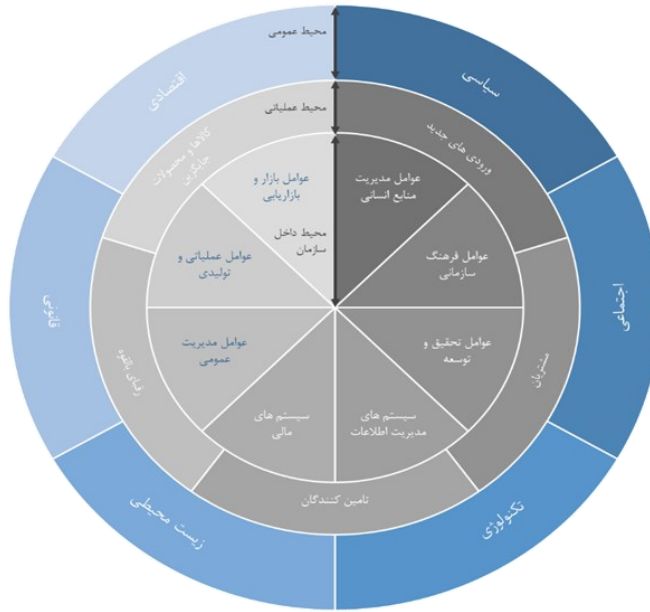 محیط عمومی
سیاسی
اقتصادی
محیط عملیاتی
ورودی های جدید
کالاها و محصولات
جایگزین
عوامل مدیریت
منابع انسانی
عوامل بازار و
بازاریابی
محیط داخل
سازمان
عوامل فرهنگ
سازمانی
عوامل عملیاتی و
تولیدی
اجتماعی
قانونی
مشتریان
عوامل تحقیق و
توسعه
عوامل مدیریت
عمومی
رقبای بالقوه
سیستم های
مدیریت اطلاعات
سیستم های
مالی
تامین کنندگان
تکنولوژی
زیست محیطی